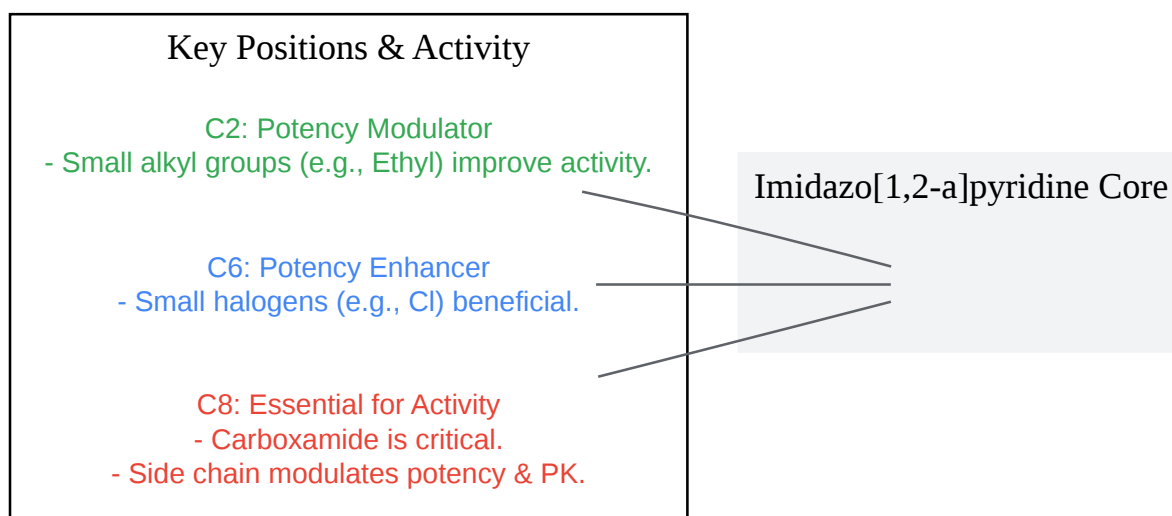 Key Positions & Activity
C2: Potency Modulator
- Small alkyl groups (e.g., Ethyl) improve activity.
C6: Potency Enhancer
- Small halogens (e.g., Cl) beneficial.
C8: Essential for Activity
- Carboxamide is critical.
- Side chain modulates potency & PK.
Imidazo[1,2-a]pyridine Core